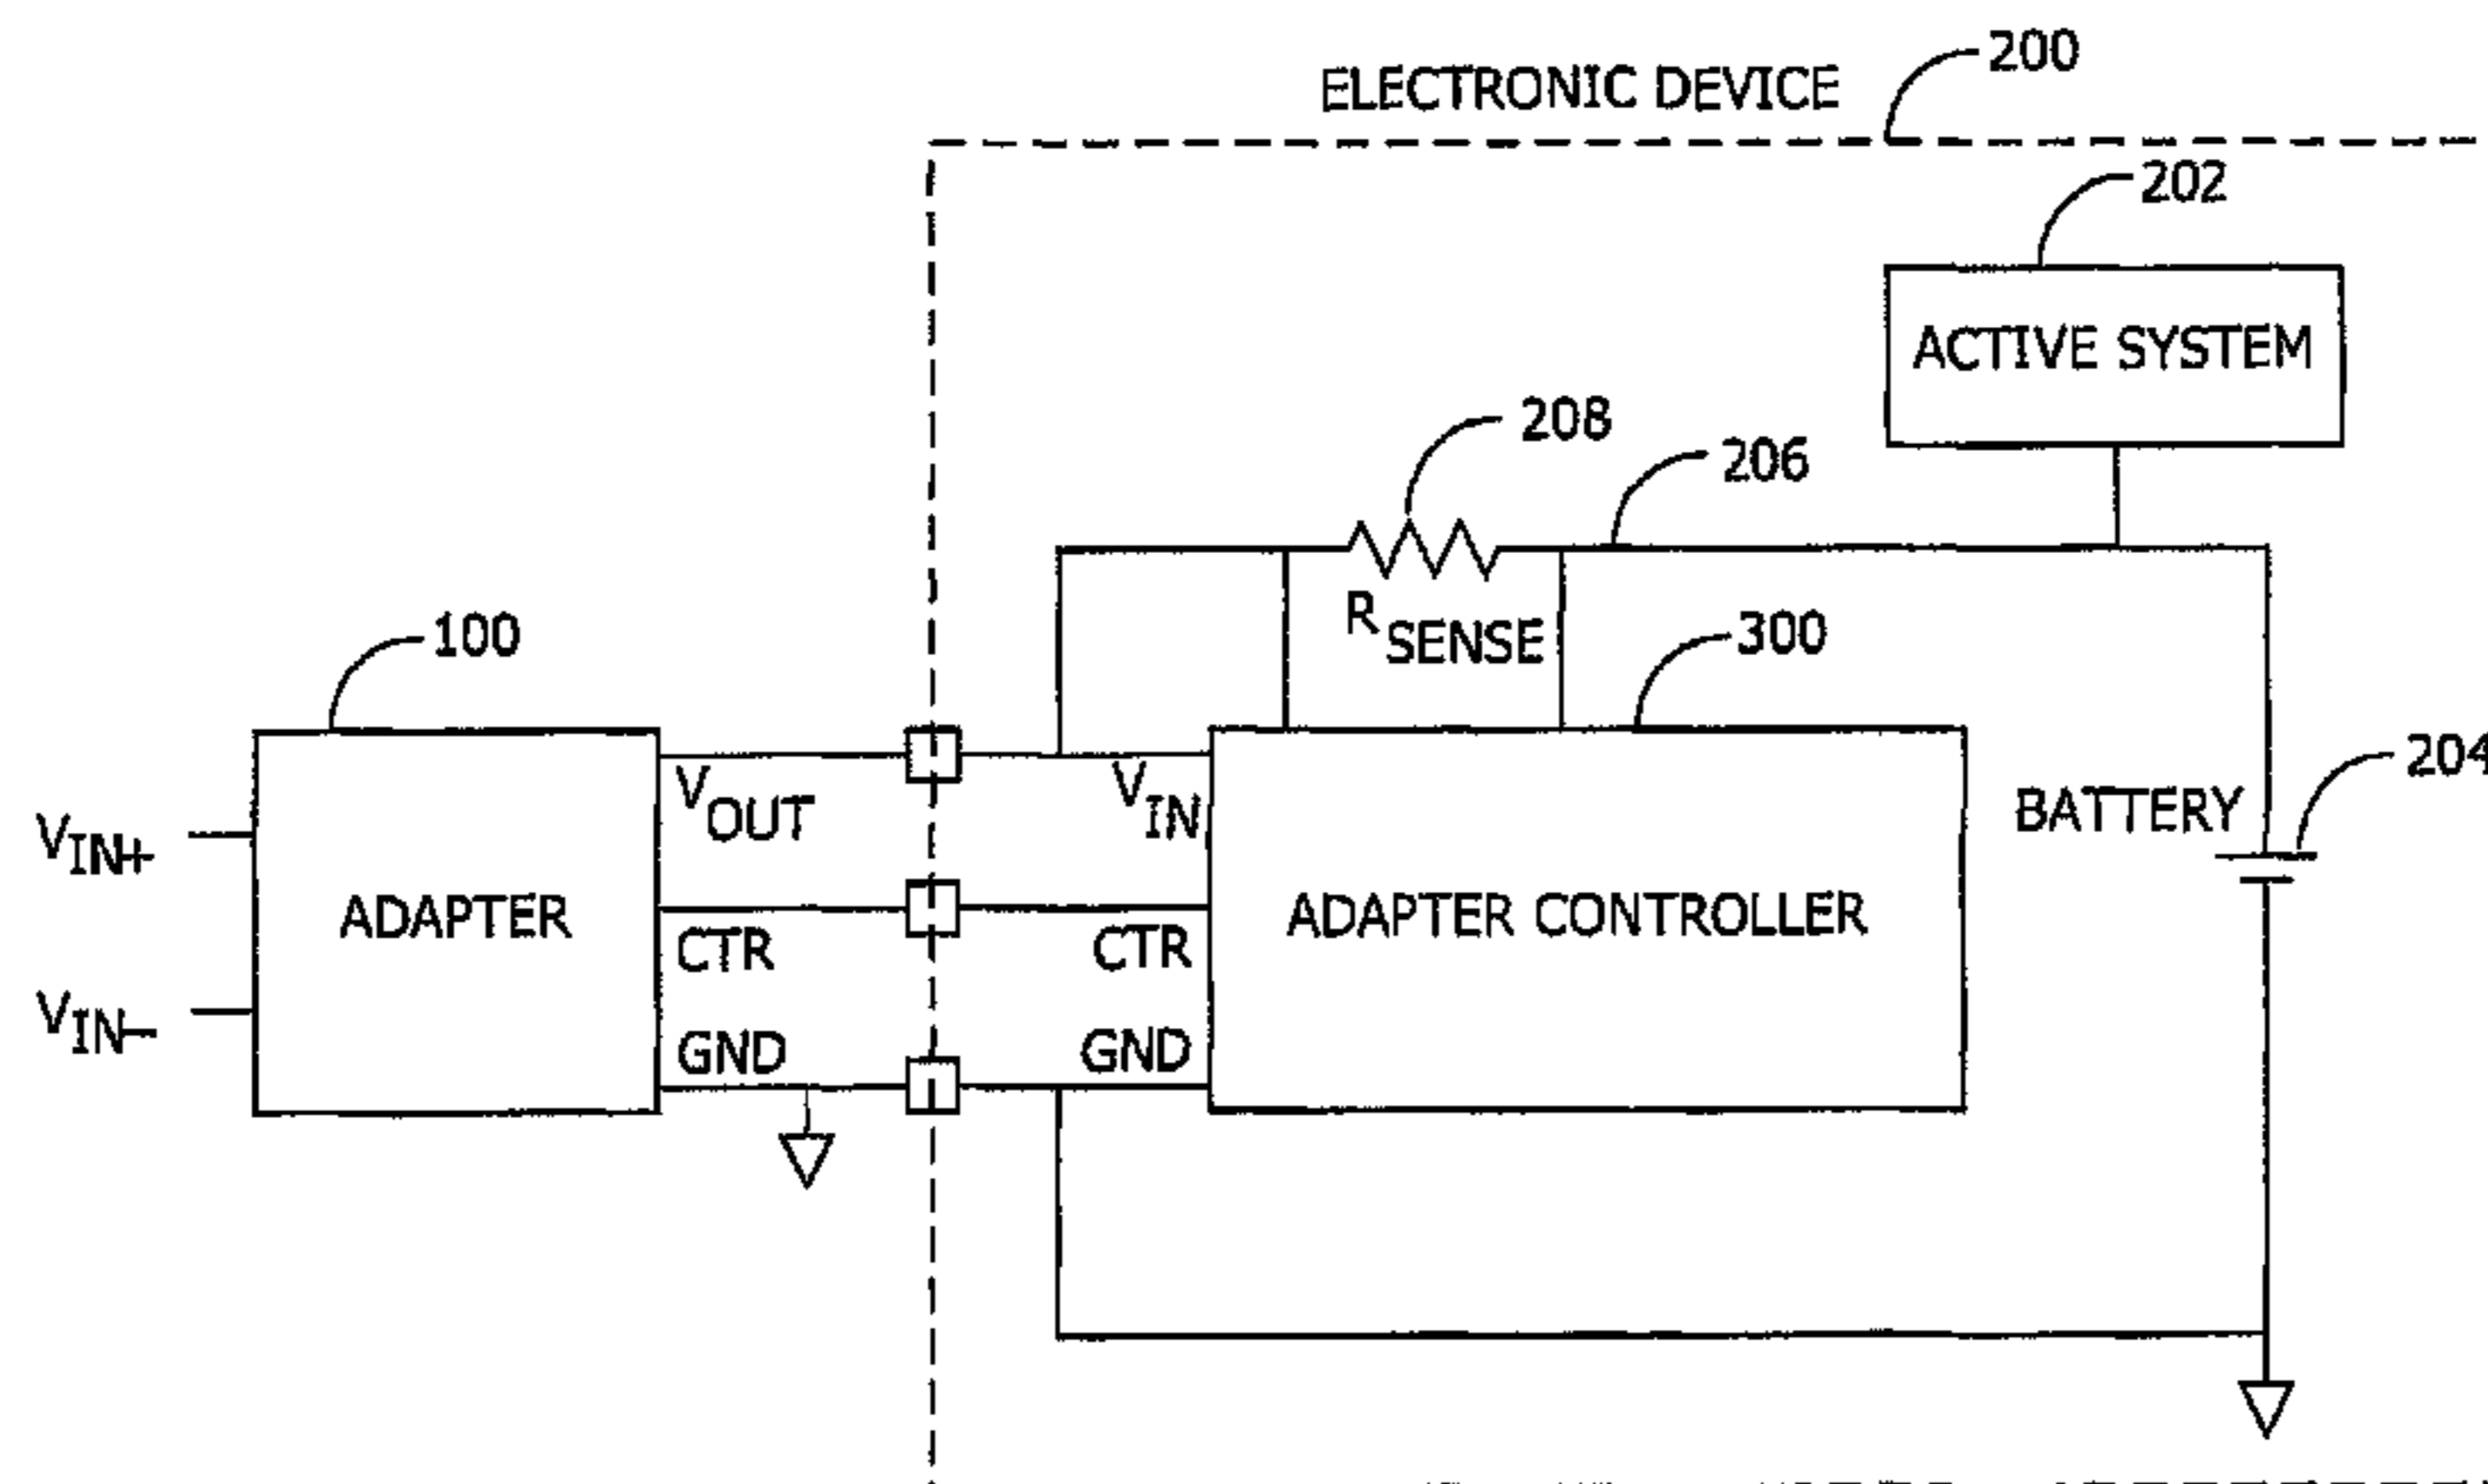 200
ELECTRONIC DEVICE
202
ACTIVE SYSTEM
208
206
R SENSE
100
300
204
VOUT
VIN
BATTERY
VIN+
ADAPTER
CTR
CTR
ADAPTER CONTROLLER
VIN–
GND
GND